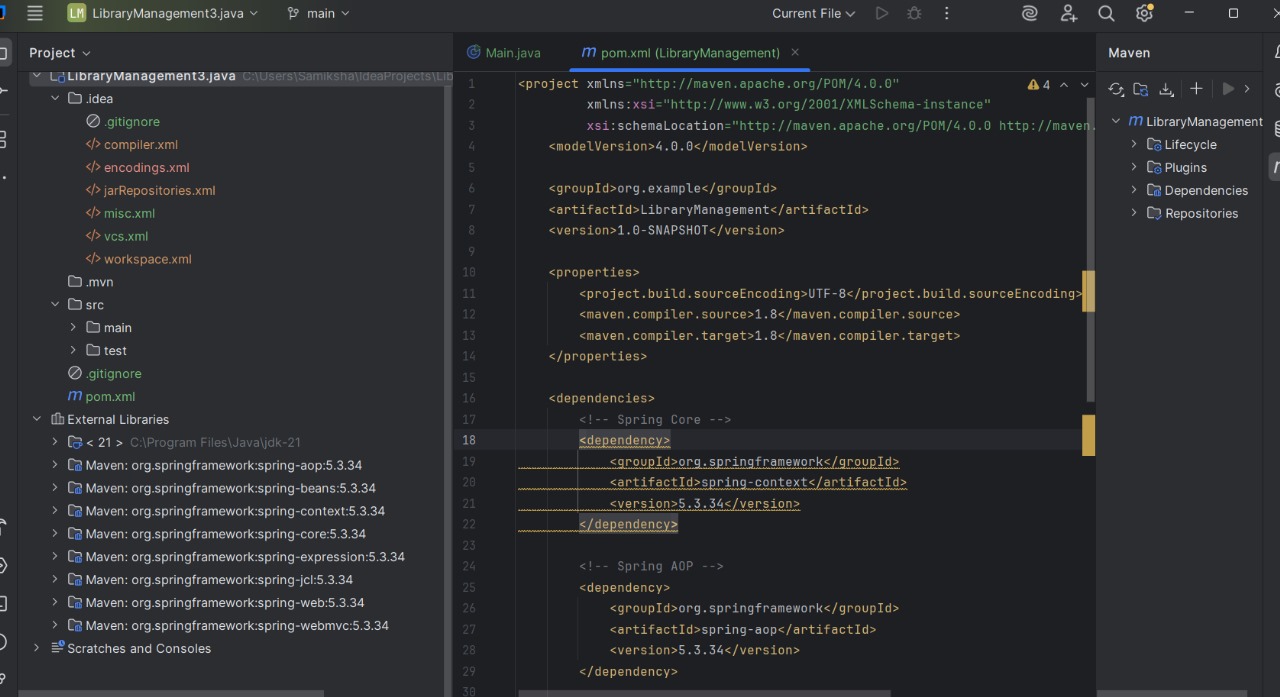 LM LibraryManagement3.java main Current File
Project
LibraryManagement3.java C:\Users\Samiksha\IdeaProjects\Lib
.idea
.gitignore
compiler.xml
encodings.xml
jarRepositories.xml
misc.xml
vcs.xml
workspace.xml
.mvn
src
main
test
.gitignore
pom.xml
External Libraries
< 21 > C:\Program Files\Java\jdk-21
Maven: org.springframework:spring-aop:5.3.34
Maven: org.springframework:spring-beans:5.3.34
Maven: org.springframework:spring-context:5.3.34
Maven: org.springframework:spring-core:5.3.34
Maven: org.springframework:spring-expression:5.3.34
Maven: org.springframework:spring-jcl:5.3.34
Maven: org.springframework:spring-web:5.3.34
Maven: org.springframework:spring-webmvc:5.3.34
Scratches and Consoles
Main.java pom.xml (LibraryManagement)
4
1 <project xmlns="http://maven.apache.org/POM/4.0.0"
2 xmlns:xsi="http://www.w3.org/2001/XMLSchema-instance"
3 xsi:schemaLocation="http://maven.apache.org/POM/4.0.0 http://maven.
4 <modelVersion>4.0.0</modelVersion>
5
6 <groupId>org.example</groupId>
7 <artifactId>LibraryManagement</artifactId>
8 <version>1.0-SNAPSHOT</version>
9
10 <properties>
11 <project.build.sourceEncoding>UTF-8</project.build.sourceEncoding>
12 <maven.compiler.source>1.8</maven.compiler.source>
13 <maven.compiler.target>1.8</maven.compiler.target>
14 </properties>
15
16 <dependencies>
17 <!-- Spring Core -->
18 <dependency>
19 <groupId>org.springframework</groupId>
20 <artifactId>spring-context</artifactId>
21 <version>5.3.34</version>
22 </dependency>
23
24 <!-- Spring AOP -->
25 <dependency>
26 <groupId>org.springframework</groupId>
27 <artifactId>spring-aop</artifactId>
28 <version>5.3.34</version>
29 </dependency>
30
Maven
LibraryManagement
Lifecycle
Plugins
Dependencies
Repositories